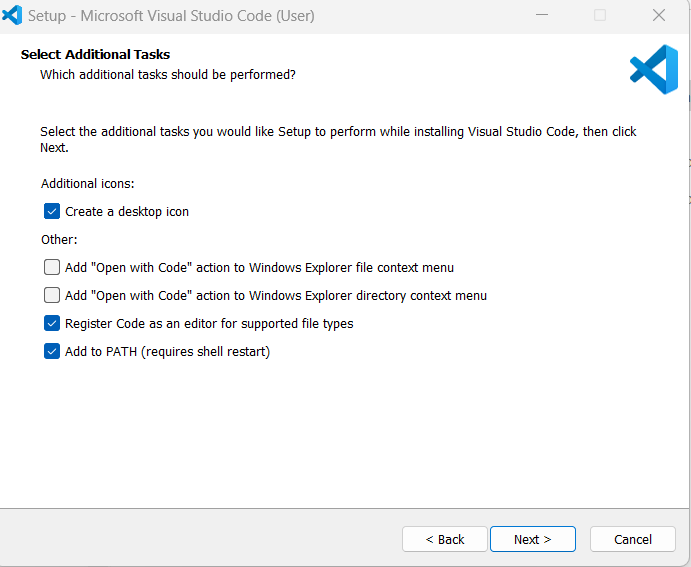 Setup - Microsoft Visual Studio Code (User)
Select Additional Tasks
Which additional tasks should be performed?
Select the additional tasks you would like Setup to perform while installing Visual Studio Code, then click
Next.
Additional icons:
Create a desktop icon
Other:
Add "Open with Code" action to Windows Explorer file context menu
Add "Open with Code" action to Windows Explorer directory context menu
Register Code as an editor for supported file types
Add to PATH (requires shell restart)
< Back
Next >
Cancel